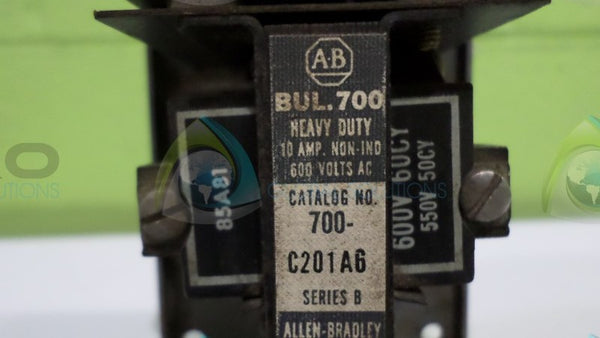 A-B
BUL.700
HEAVY DUTY
10 AMP. NON-IND
600 VOLTS AC
CATALOG NO.
700-
C201A6
SERIES B
ALLEN-BRADLEY
85A81
600V 60CY
550V 50CY